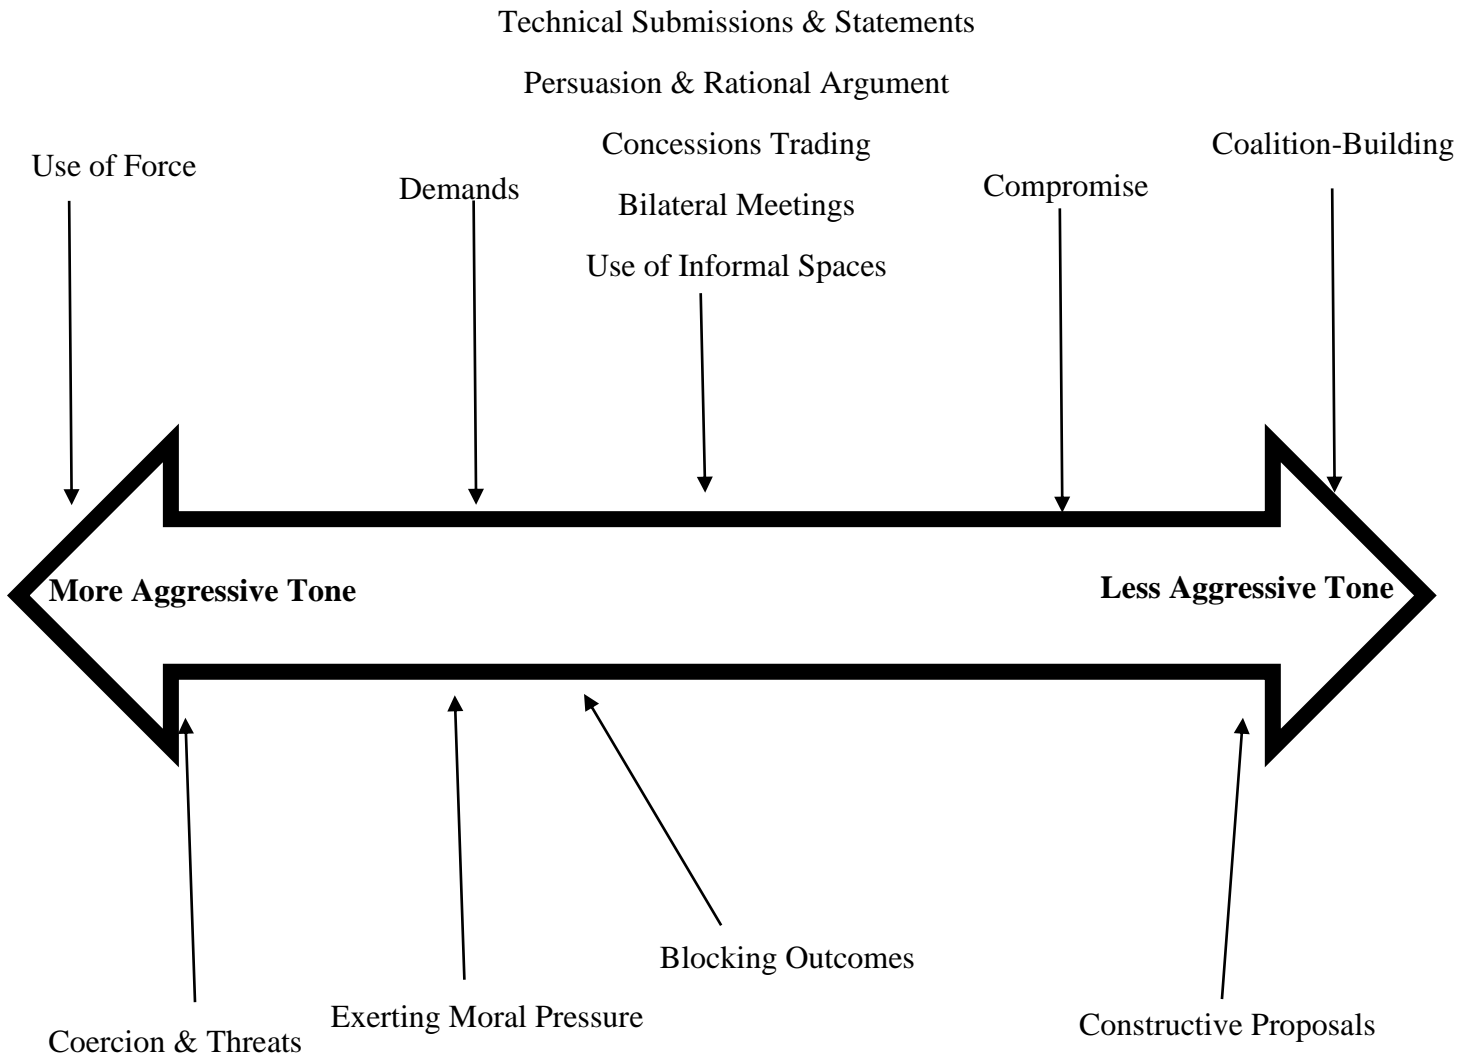 Technical Submissions & Statements
Persuasion & Rational Argument
Concessions Trading
Coalition-Building
Use of Force
Demands
Compromise
Bilateral Meetings
Use of Informal Spaces
More Aggressive Tone
Less Aggressive Tone
Blocking Outcomes
Exerting Moral Pressure
Constructive Proposals
Coercion & Threats